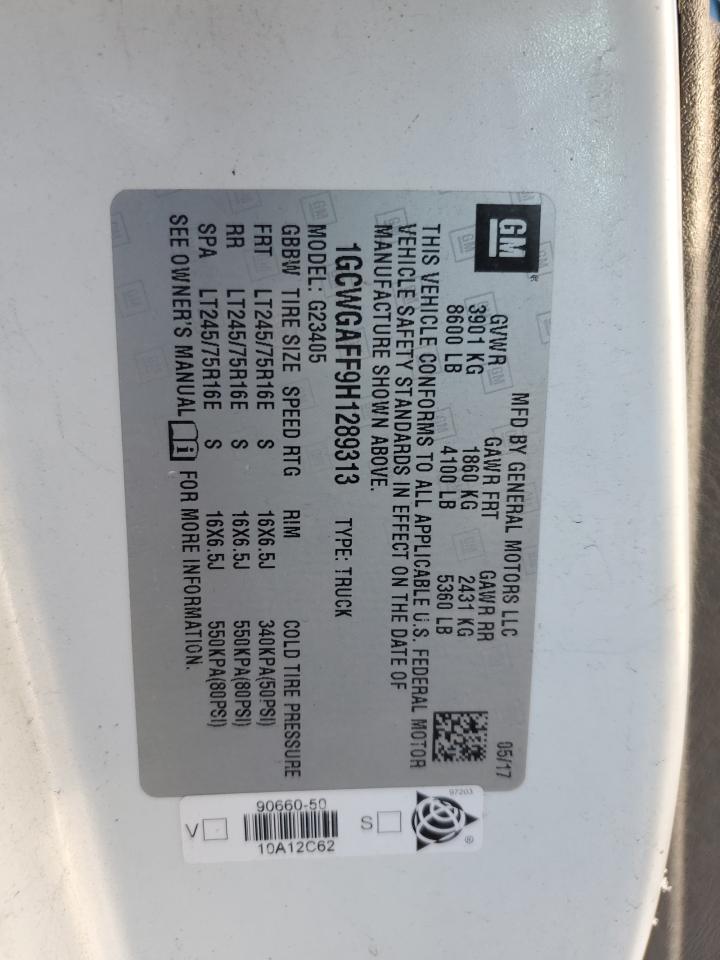 GM ®
MFD BY GENERAL MOTORS LLC 05/17
GVWR GAWR FRT GAWR RR
3901 KG 1860 KG 2431 KG
8600 LB 4100 LB 5360 LB
THIS VEHICLE CONFORMS TO ALL APPLICABLE U.S. FEDERAL MOTOR
VEHICLE SAFETY STANDARDS IN EFFECT ON THE DATE OF
MANUFACTURE SHOWN ABOVE.
1GCWGAFF9H1289313 TYPE: TRUCK
MODEL: G23405
GBBW TIRE SIZE SPEED RTG RIM COLD TIRE PRESSURE
FRT LT245/75R16E S 16X6.5J 340KPA(50PSI)
RR LT245/75R16E S 16X6.5J 550KPA(80PSI)
SPA LT245/75R16E S 16X6.5J 550KPA(80PSI)
SEE OWNER'S MANUAL i FOR MORE INFORMATION.
97203
®
S
90660-50
10A12C62
V